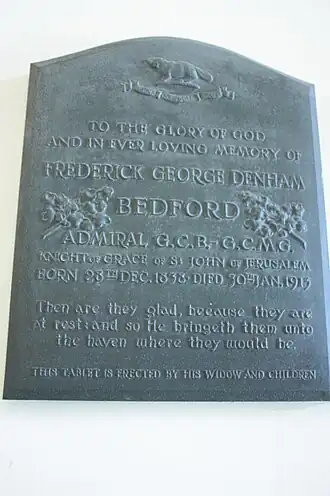 TO THE GLORY OF GOD
AND IN EVER LOVING MEMORY OF
FREDERICK GEORGE DENHAM
BEDFORD
ADMIRAL G.C.B. G.C.M.G.
KNIGHT OF GRACE OF ST JOHN OF JERUSALEM
BORN 23RD DEC. 1838. DIED 30TH JAN. 1913
Then are they glad, because they are
at rest: and so He bringeth them unto
the haven where they would be.
THIS TABLET IS ERECTED BY HIS WIDOW AND CHILDREN